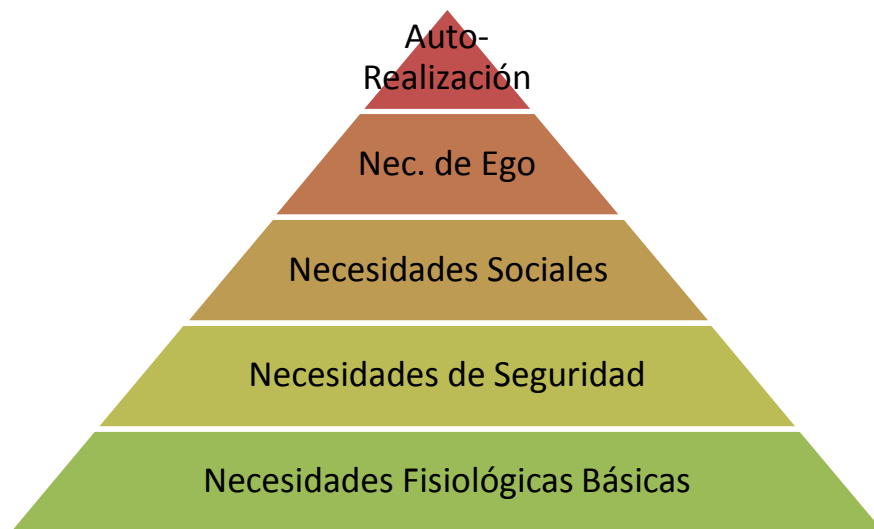 Auto-
Realización
Nec. de Ego
Necesidades Sociales
Necesidades de Seguridad
Necesidades Fisiológicas Básicas